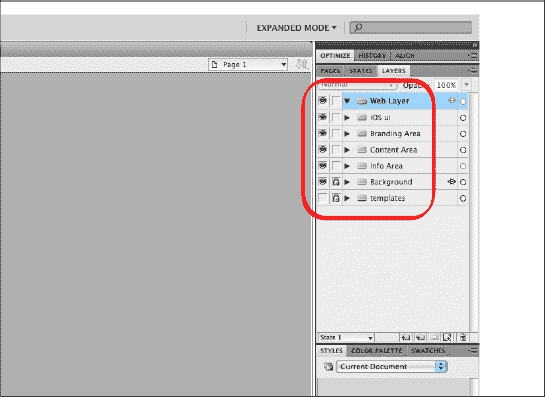 EXPANDED MODE
Page 1
OPTIMIZE HISTORY ALIGN
PAGES STATES LAYERS
Normal Opacity 100%
Web Layer
iOS ui
Branding Area
Content Area
Info Area
Background
templates
State 1
STYLES COLOR PALETTE SWATCHES
Current Document